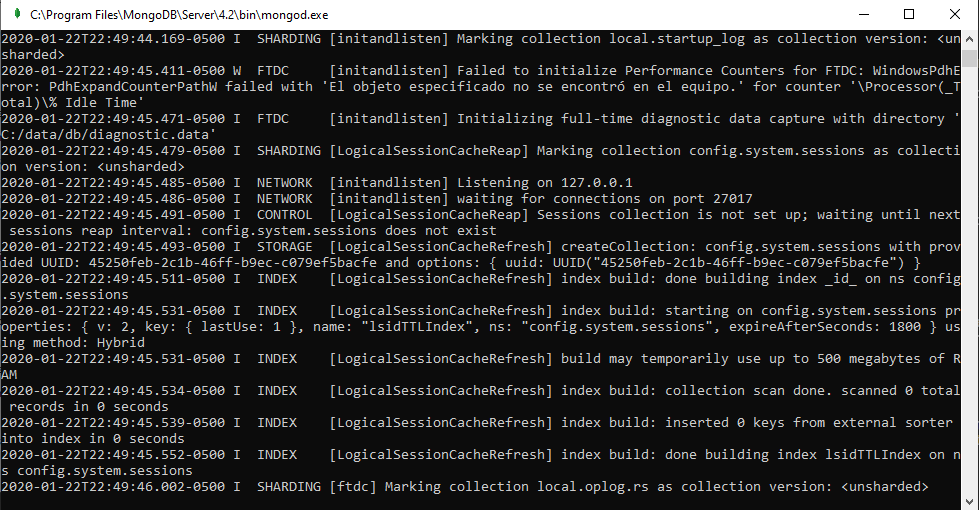 C:\Program Files\MongoDB\Server\4.2\bin\mongod.exe
2020-01-22T22:49:44.169-0500 I  SHARDING [initandlisten] Marking collection local.startup_log as collection version: <un
sharded>
2020-01-22T22:49:45.411-0500 W  FTDC     [initandlisten] Failed to initialize Performance Counters for FTDC: WindowsPdhE
rror: PdhExpandCounterPathW failed with 'El objeto especificado no se encontró en el equipo.' for counter '\Processor(_T
otal)\% Idle Time'
2020-01-22T22:49:45.471-0500 I  FTDC     [initandlisten] Initializing full-time diagnostic data capture with directory '
C:/data/db/diagnostic.data'
2020-01-22T22:49:45.479-0500 I  SHARDING [LogicalSessionCacheReap] Marking collection config.system.sessions as collecti
on version: <unsharded>
2020-01-22T22:49:45.485-0500 I  NETWORK  [initandlisten] Listening on 127.0.0.1
2020-01-22T22:49:45.486-0500 I  NETWORK  [initandlisten] waiting for connections on port 27017
2020-01-22T22:49:45.491-0500 I  CONTROL  [LogicalSessionCacheReap] Sessions collection is not set up; waiting until next
 sessions reap interval: config.system.sessions does not exist
2020-01-22T22:49:45.493-0500 I  STORAGE  [LogicalSessionCacheRefresh] createCollection: config.system.sessions with prov
ided UUID: 45250feb-2c1b-46ff-b9ec-c079ef5bacfe and options: { uuid: UUID("45250feb-2c1b-46ff-b9ec-c079ef5bacfe") }
2020-01-22T22:49:45.511-0500 I  INDEX    [LogicalSessionCacheRefresh] index build: done building index _id_ on ns config
.system.sessions
2020-01-22T22:49:45.531-0500 I  INDEX    [LogicalSessionCacheRefresh] index build: starting on config.system.sessions pr
operties: { v: 2, key: { lastUse: 1 }, name: "lsidTTLIndex", ns: "config.system.sessions", expireAfterSeconds: 1800 } us
ing method: Hybrid
2020-01-22T22:49:45.531-0500 I  INDEX    [LogicalSessionCacheRefresh] build may temporarily use up to 500 megabytes of R
AM
2020-01-22T22:49:45.534-0500 I  INDEX    [LogicalSessionCacheRefresh] index build: collection scan done. scanned 0 total
 records in 0 seconds
2020-01-22T22:49:45.539-0500 I  INDEX    [LogicalSessionCacheRefresh] index build: inserted 0 keys from external sorter
into index in 0 seconds
2020-01-22T22:49:45.552-0500 I  INDEX    [LogicalSessionCacheRefresh] index build: done building index lsidTTLIndex on n
s config.system.sessions
2020-01-22T22:49:46.002-0500 I  SHARDING [ftdc] Marking collection local.oplog.rs as collection version: <unsharded>